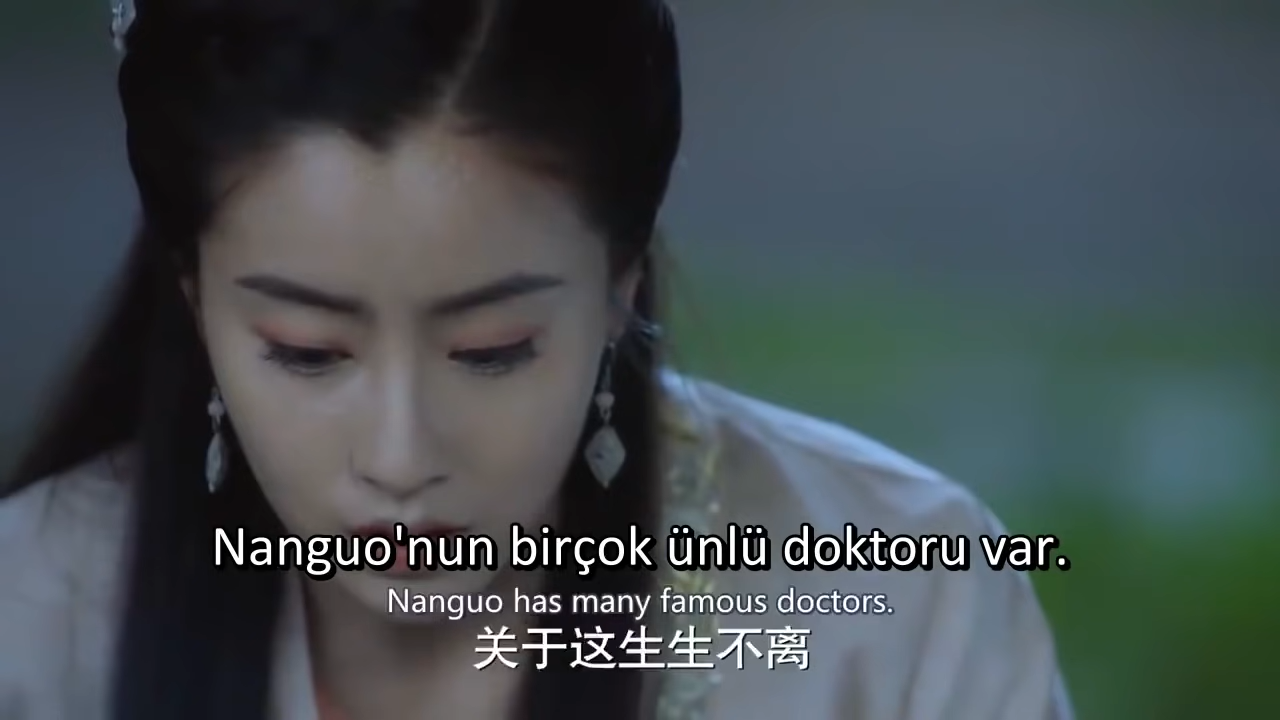 Nanguo'nun birçok ünlü doktoru var.
Nanguo has many famous doctors.
关于这生生不离